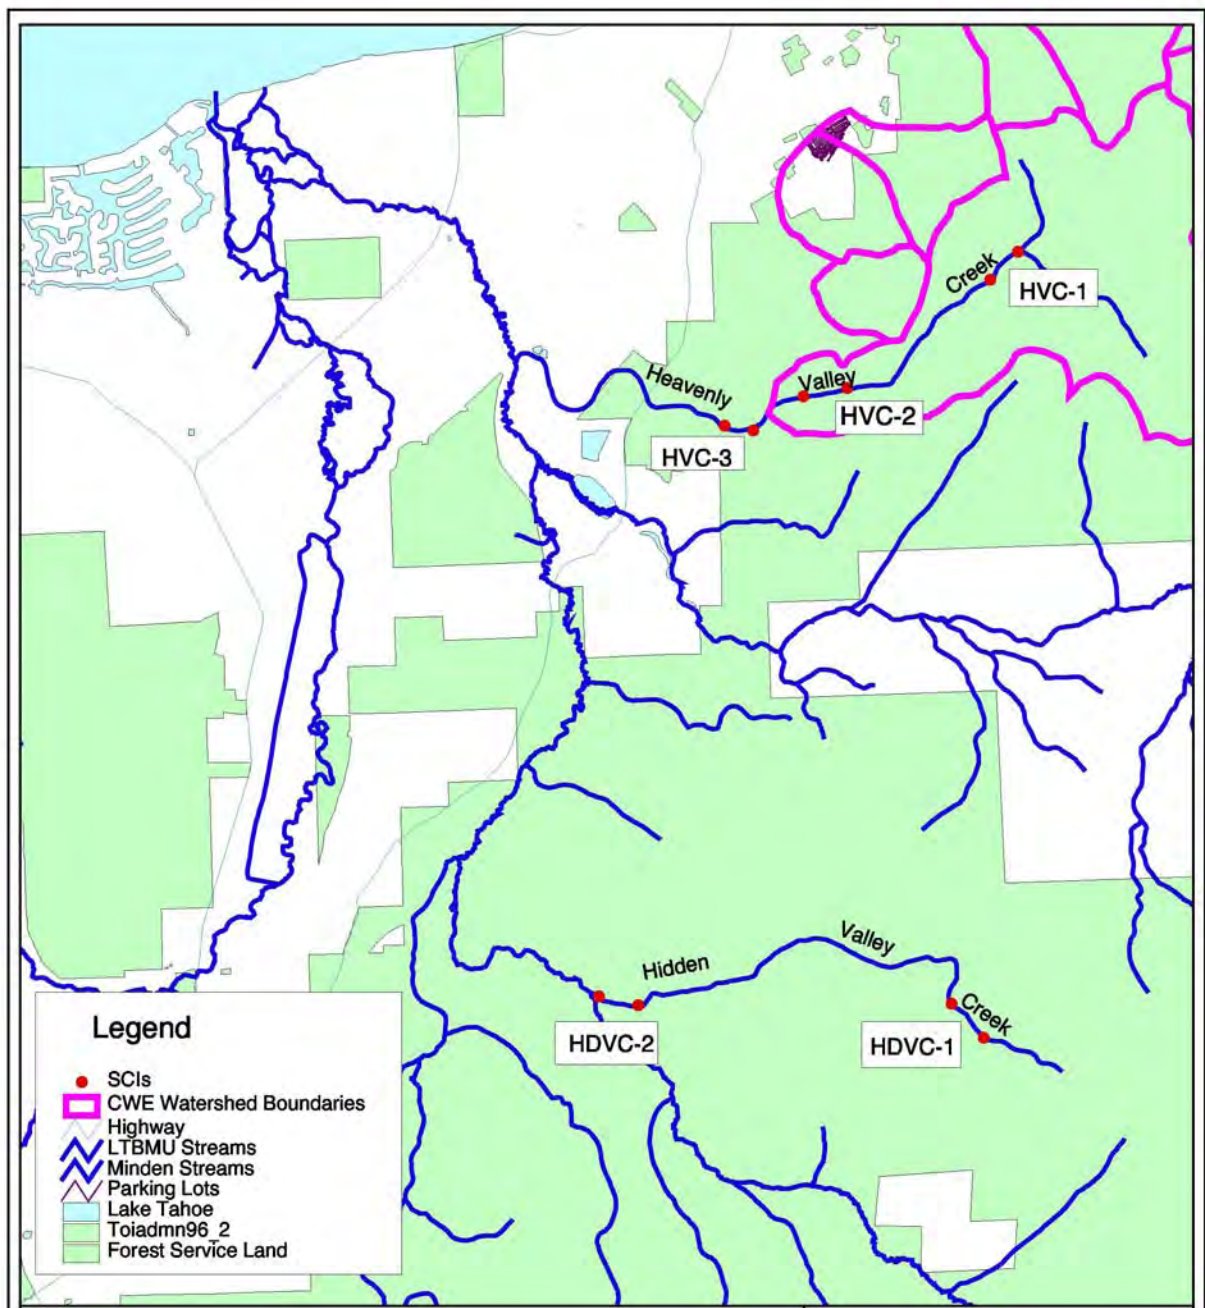 Creek
HVC-1
Valley
Heavenly
HVC-2
HVC-3
Valley
Hidden
Creek
HDVC-2
HDVC-1
Legend
SCIs
CWE Watershed Boundaries
Highway
LTBMU Streams
Minden Streams
Parking Lots
Lake Tahoe
Toiadmn96_2
Forest Service Land